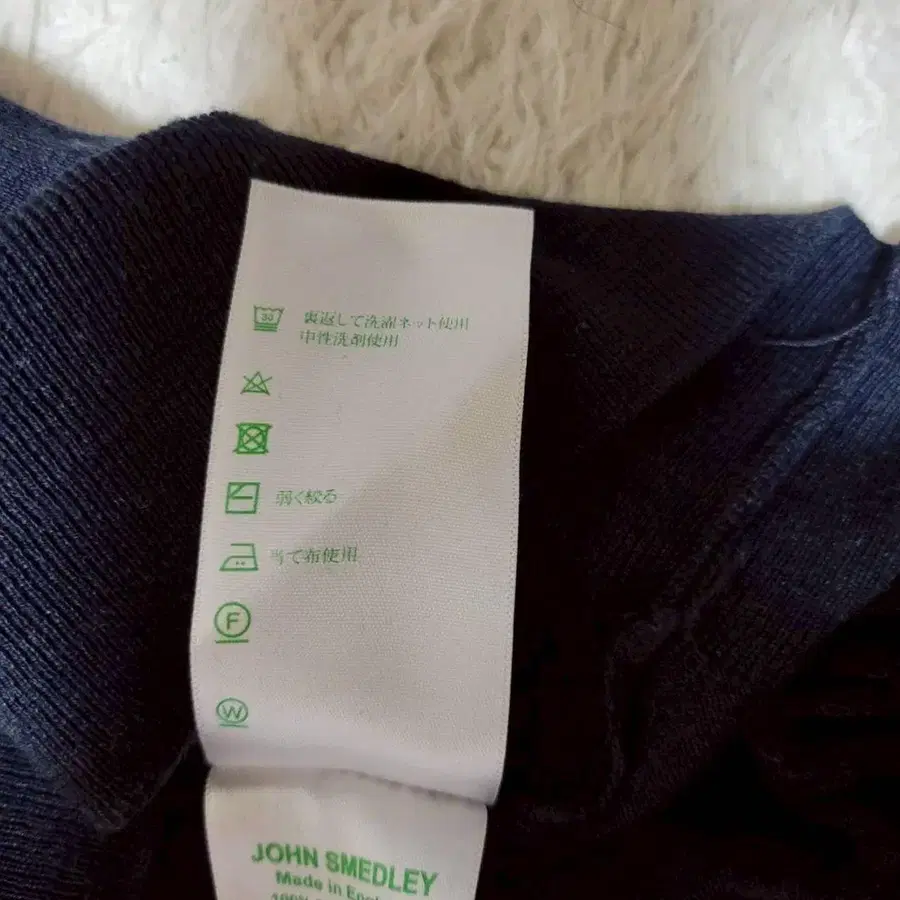 30
裏返して洗濯ネット使用
中性洗剤使用
弱く絞る
当て布使用
F
W
JOHN SMEDLEY
Made in
100%